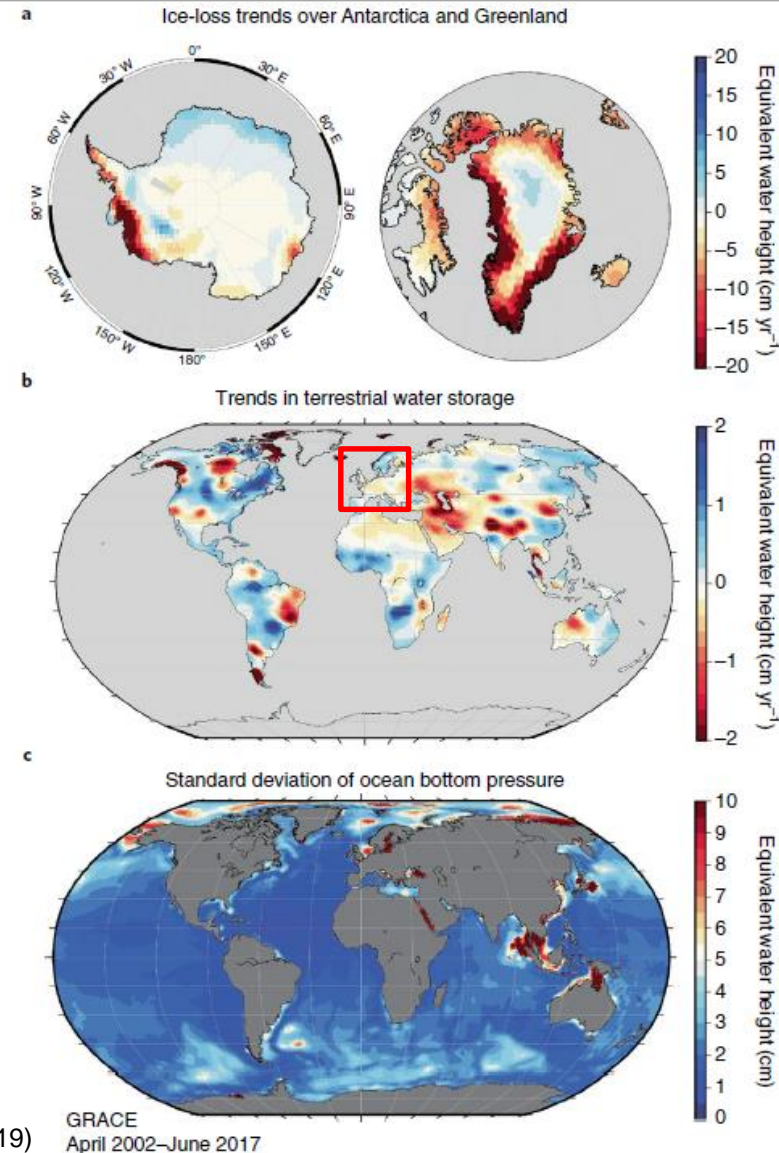 a
Ice-loss trends over Antarctica and Greenland
0°
30° W
30° E
60° W
60° E
90° W
90° E
120° W
120° E
150° W
150° E
180°
20
15
10
5
0
–5
–10
–15
–20
Equivalent water height (cm yr⁻¹)
b
Trends in terrestrial water storage
2
1
0
–1
–2
Equivalent water height (cm yr⁻¹)
c
Standard deviation of ocean bottom pressure
10
9
8
7
6
5
4
3
2
1
0
Equivalent water height (cm)
19)
GRACE
April 2002–June 2017